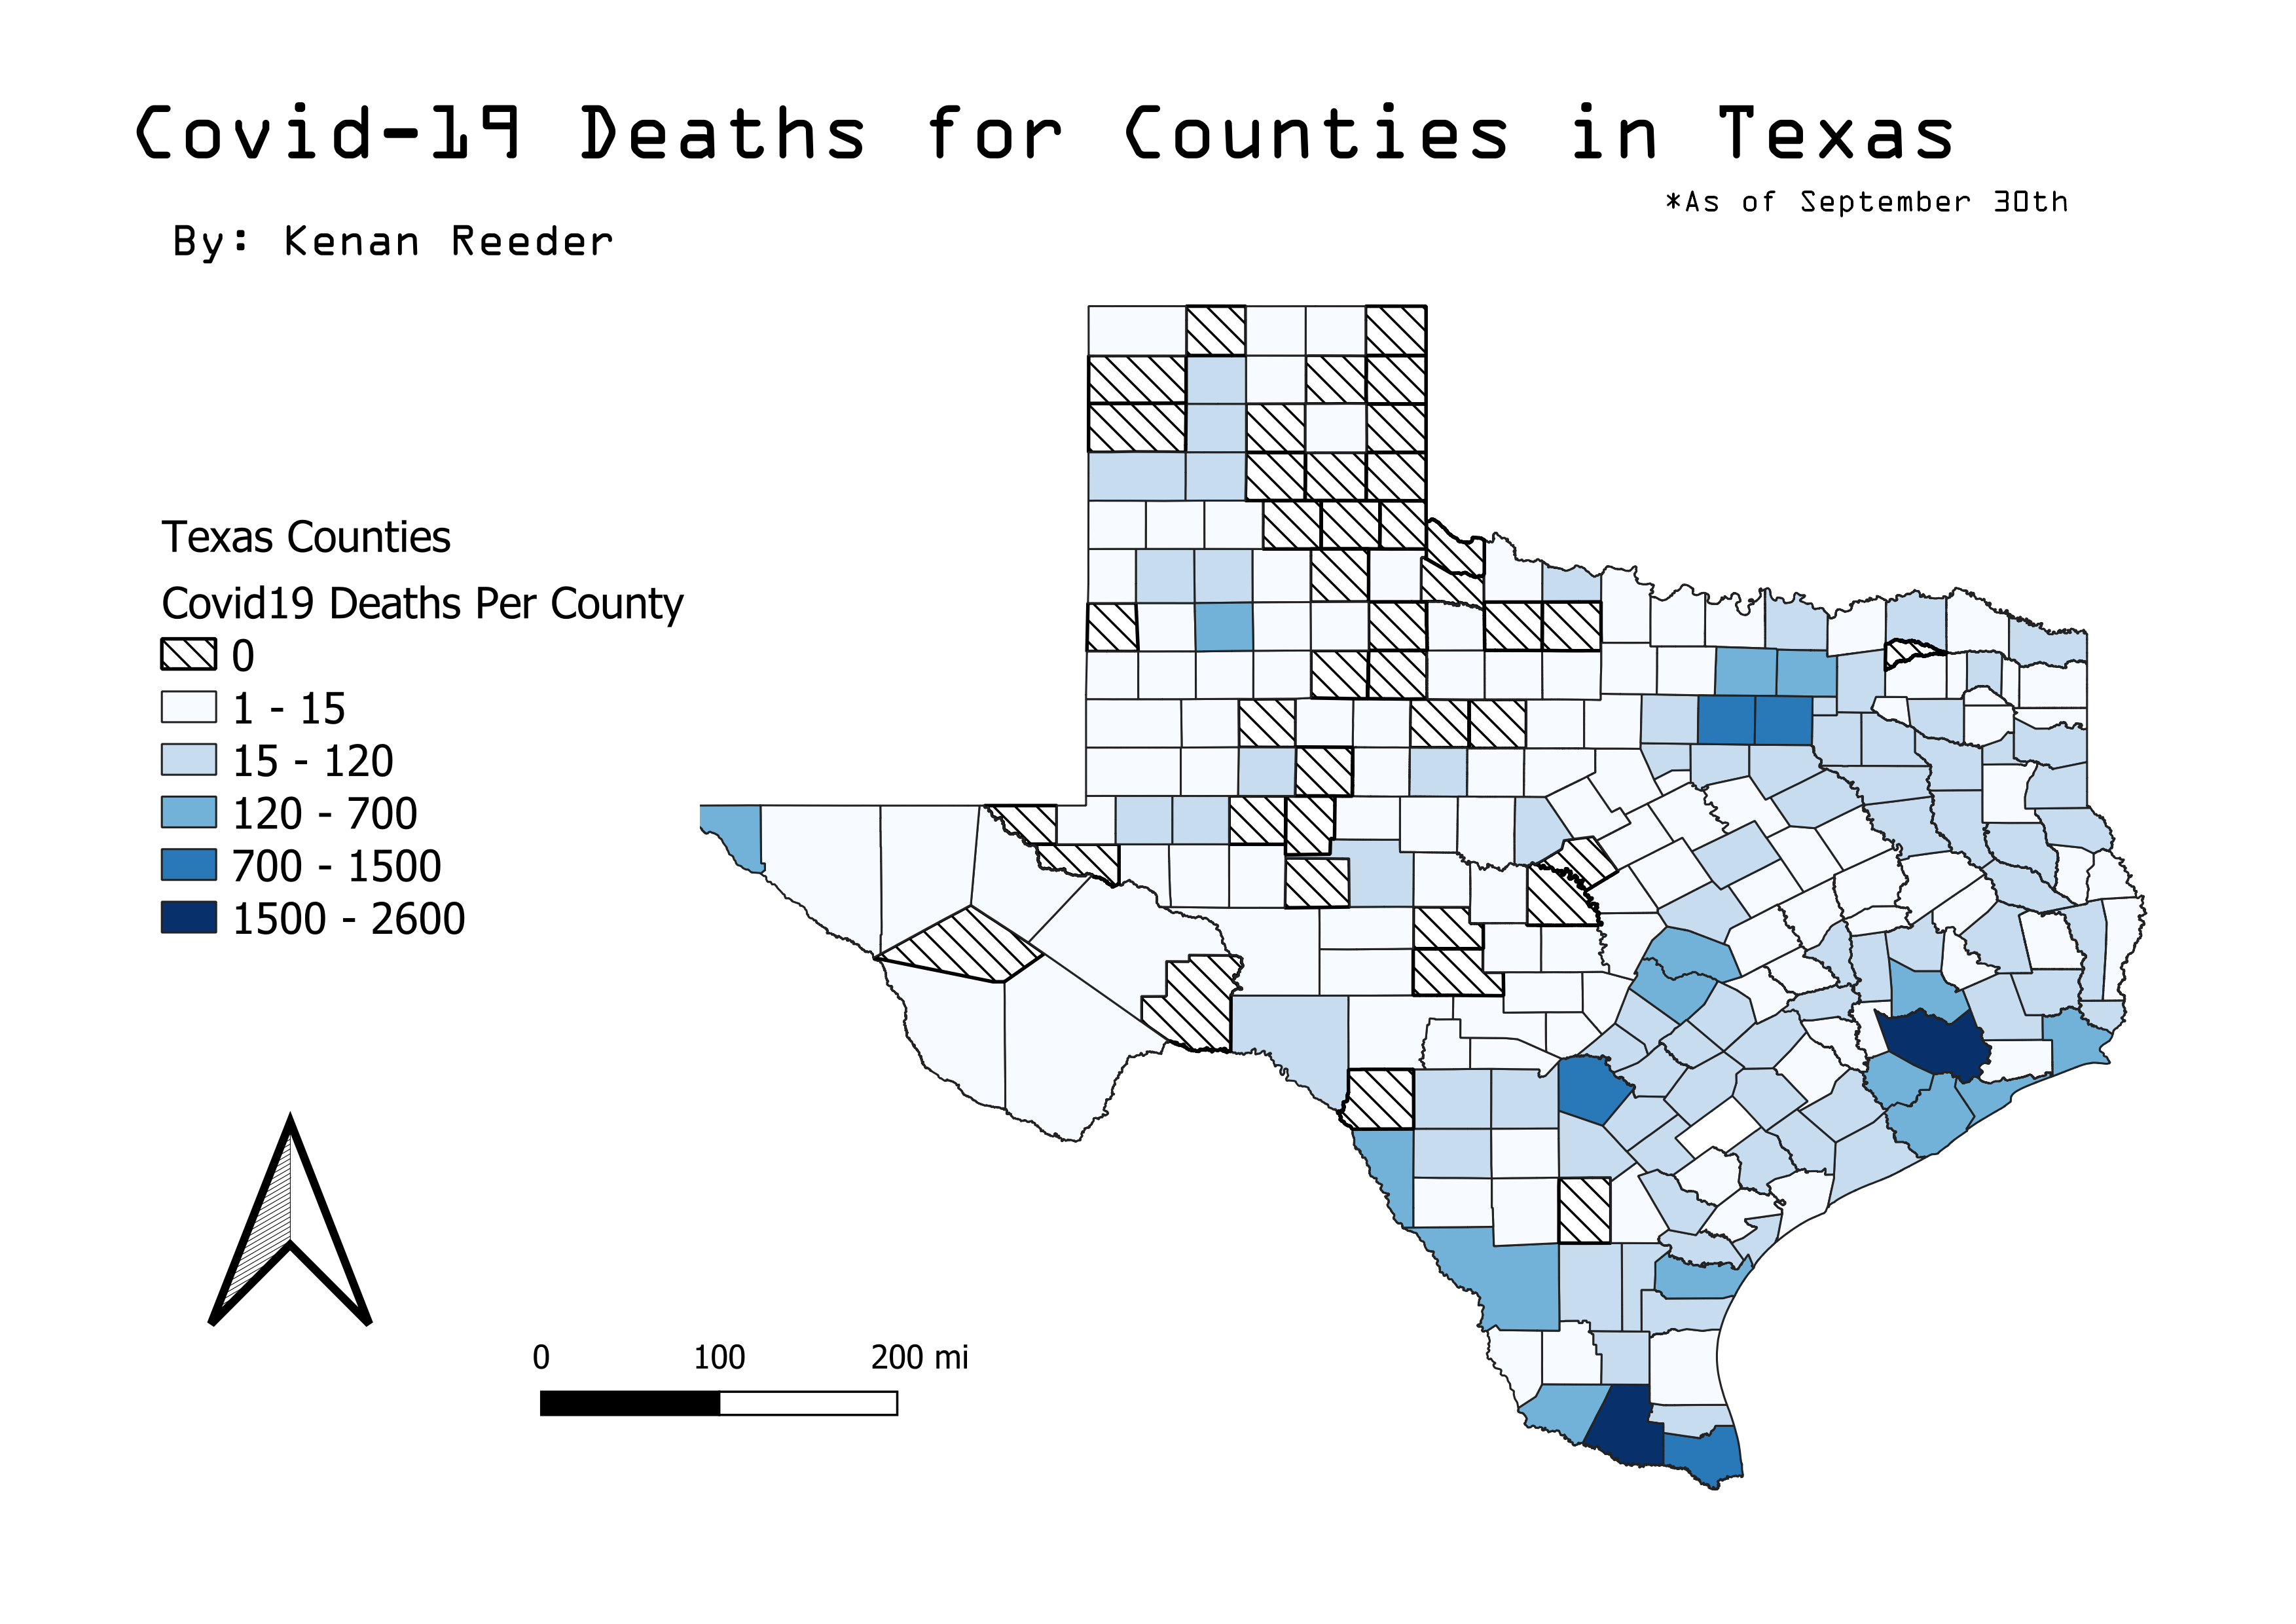 Covid-19 Deaths for Counties in Texas
*As of September 30th
By: Kenan Reeder
Texas Counties
Covid19 Deaths Per County
0
1 - 15
15 - 120
120 - 700
700 - 1500
1500 - 2600
0 100 200 mi